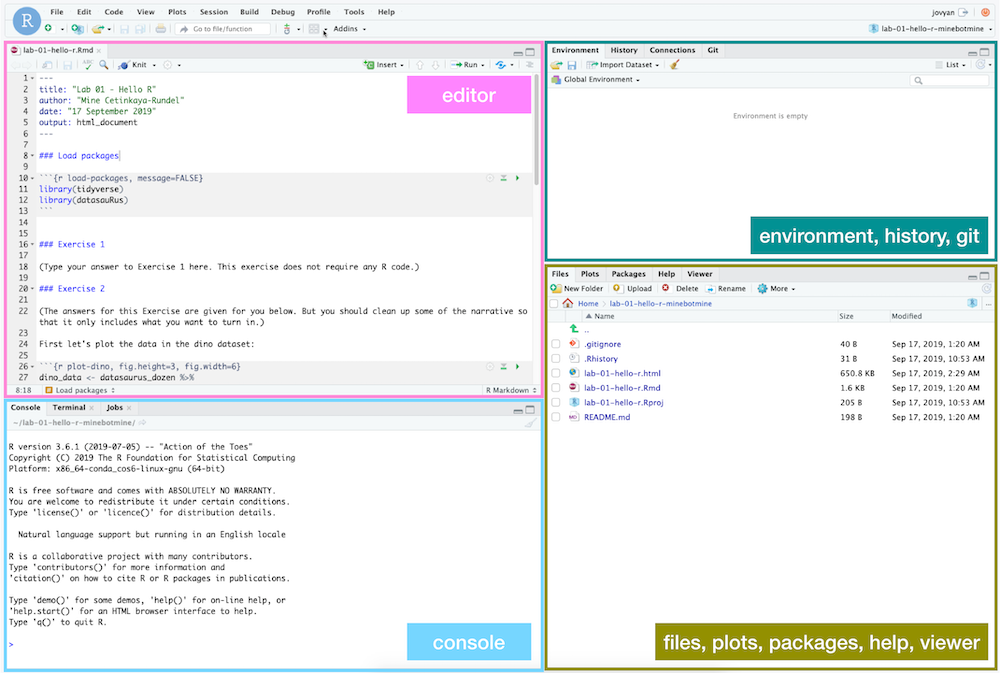 R
File Edit Code View Plots Session Build Debug Profile Tools Help
jovyan
Go to file/function
Addins
lab-01-hello-r-minebotmine
lab-01-hello-r.Rmd
Knit
Insert
Run
1 ---
2 title: "Lab 01 - Hello R"
3 author: "Mine Cetinkaya-Rundel"
4 date: "17 September 2019"
5 output: html_document
6 ---
7
8 ### Load packages
9
10 ```{r load-packages, message=FALSE}
11 library(tidyverse)
12 library(datasauRus)
13 ```
14
15
16 ### Exercise 1
17
18 (Type your answer to Exercise 1 here. This exercise does not require any R code.)
19
20 ### Exercise 2
21
22 (The answers for this Exercise are given for you below. But you should clean up some of the narrative so
that it only includes what you want to turn in.)
23
24 First let's plot the data in the dino dataset:
25
26 ```{r plot-dino, fig.height=3, fig.width=6}
27 dino_data <- datasaurus_dozen %>%
8:18 Load packages R Markdown
editor
Console Terminal Jobs
~/lab-01-hello-r-minebotmine/
R version 3.6.1 (2019-07-05) -- "Action of the Toes"
Copyright (C) 2019 The R Foundation for Statistical Computing
Platform: x86_64-conda_cos6-linux-gnu (64-bit)
R is free software and comes with ABSOLUTELY NO WARRANTY.
You are welcome to redistribute it under certain conditions.
Type 'license()' or 'licence()' for distribution details.
Natural language support but running in an English locale
R is a collaborative project with many contributors.
Type 'contributors()' for more information and
'citation()' on how to cite R or R packages in publications.
Type 'demo()' for some demos, 'help()' for on-line help, or
'help.start()' for an HTML browser interface to help.
Type 'q()' to quit R.
>
console
Environment History Connections Git
Import Dataset
List
Global Environment
Environment is empty
environment, history, git
Files Plots Packages Help Viewer
New Folder Upload Delete Rename More
Home lab-01-hello-r-minebotmine
Name Size Modified
..
.gitignore 40 B Sep 17, 2019, 1:20 AM
.Rhistory 31 B Sep 17, 2019, 10:53 AM
lab-01-hello-r.html 650.8 KB Sep 17, 2019, 2:29 AM
lab-01-hello-r.Rmd 1.6 KB Sep 17, 2019, 1:20 AM
lab-01-hello-r.Rproj 205 B Sep 17, 2019, 10:53 AM
README.md 198 B Sep 17, 2019, 1:20 AM
files, plots, packages, help, viewer